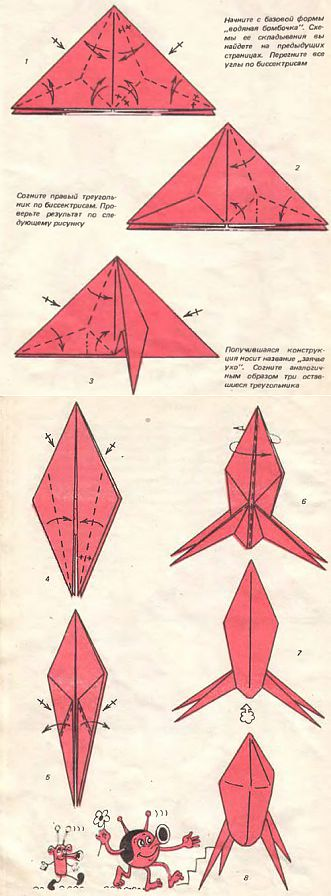 Начните с базовой формы
„водяная бомбочка". Схе-
мы ее складывания вы
найдете на предыдущих
страницах. Перегните все
углы по биссектрисам
1
2
Согните правый треуголь-
ник по биссектрисам. Про-
верьте результат по сле-
дующему рисунку
3
Получившаяся конструк-
ция носит название „заячье
ухо". Согните аналогич-
ным образом три остав-
шиеся треугольника
4
5
6
7
8